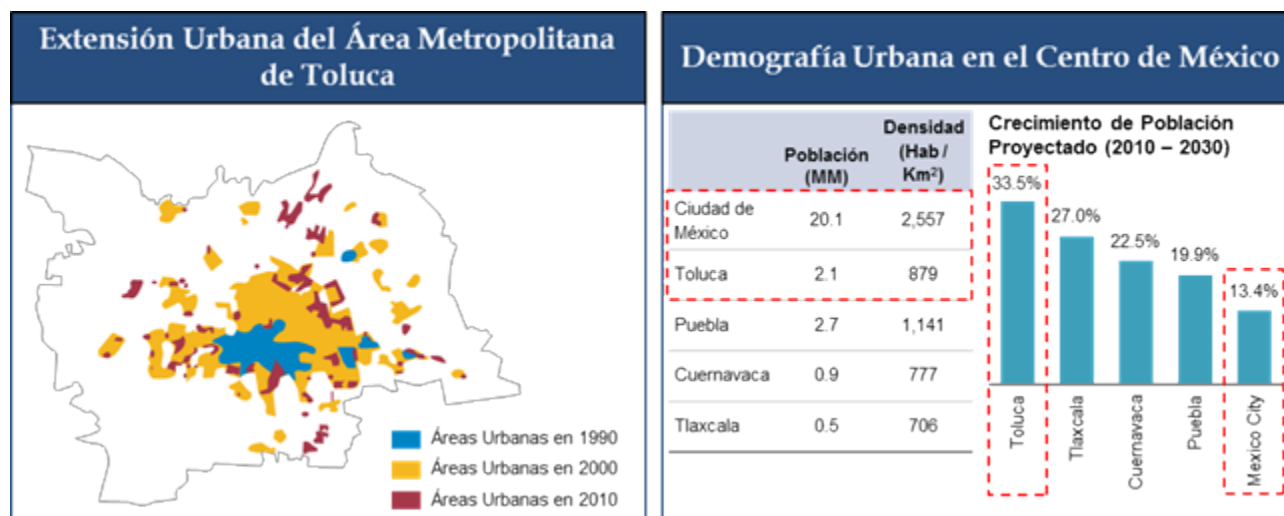 Extensión Urbana del Área Metropolitana
de Toluca
Áreas Urbanas en 1990
Áreas Urbanas en 2000
Áreas Urbanas en 2010
Demografía Urbana en el Centro de México
Población
(MM)
Densidad
(Hab /
Km²)
Ciudad de
México
20.1
2,557
Toluca
2.1
879
Puebla
2.7
1,141
Cuernavaca
0.9
777
Tlaxcala
0.5
706
Crecimiento de Población
Proyectado (2010 – 2030)
33.5%
27.0%
22.5%
19.9%
13.4%
Toluca
Tlaxcala
Cuernavaca
Puebla
Mexico City